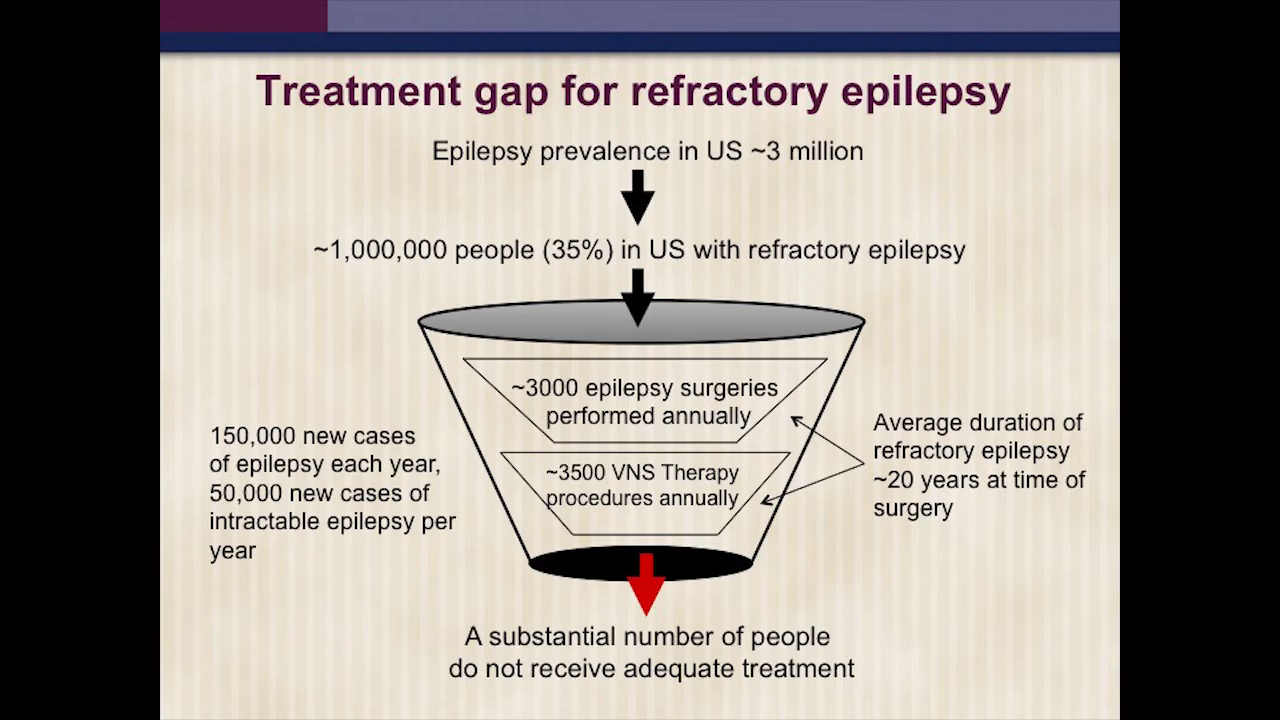 Treatment gap for refractory epilepsy
Epilepsy prevalence in US ~3 million
~1,000,000 people (35%) in US with refractory epilepsy
~3000 epilepsy surgeries
performed annually
~3500 VNS Therapy
procedures annually
150,000 new cases
of epilepsy each year,
50,000 new cases of
intractable epilepsy per
year
Average duration of
refractory epilepsy
~20 years at time of
surgery
A substantial number of people
do not receive adequate treatment